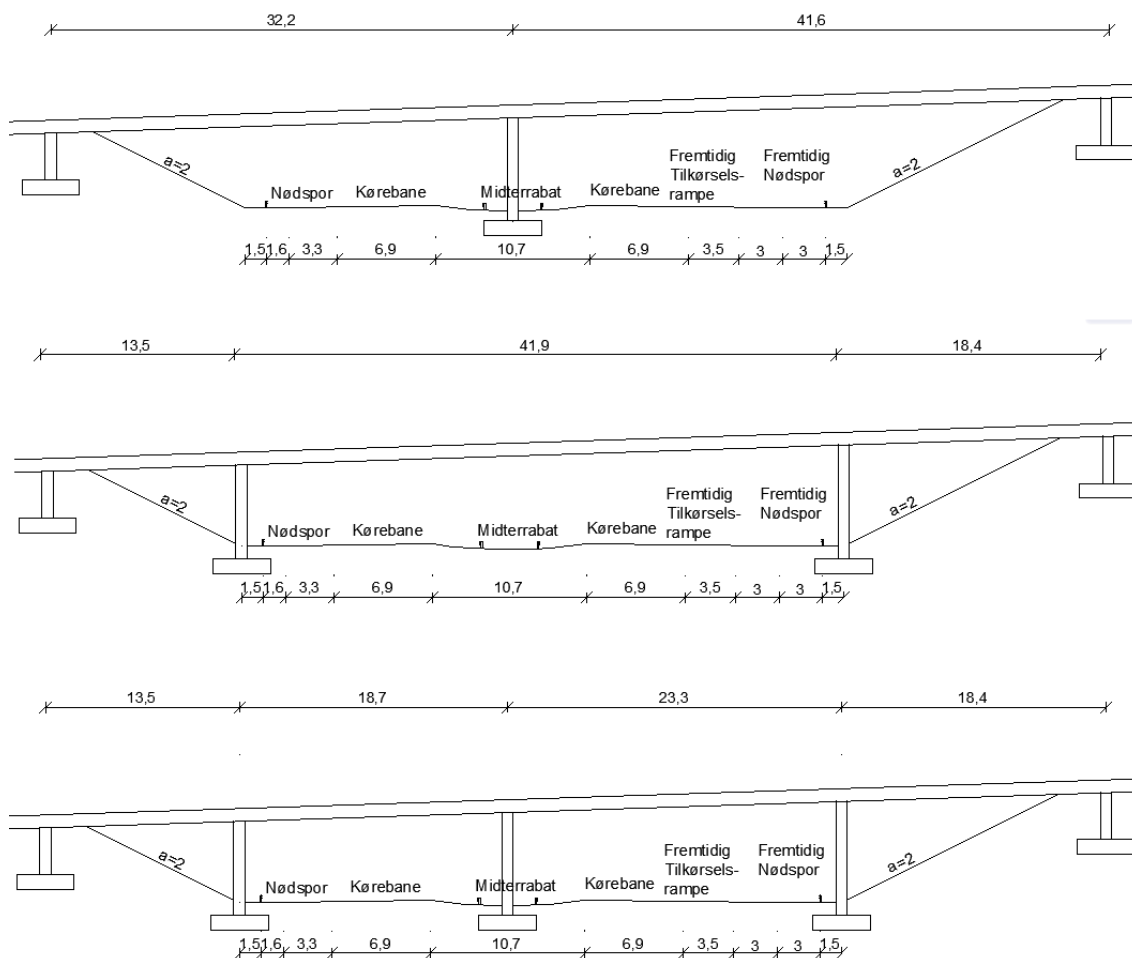 32,2 41,6
a=2 Nødspor Kørebane Midterrabat Kørebane Fremtidig Tilkørsels- rampe Fremtidig Nødspor a=2
1,5 1,6 3,3 6,9 10,7 6,9 3,5 3 3 1,5
13,5 41,9 18,4
a=2 Nødspor Kørebane Midterrabat Kørebane Fremtidig Tilkørsels- rampe Fremtidig Nødspor a=2
1,5 1,6 3,3 6,9 10,7 6,9 3,5 3 3 1,5
13,5 18,7 23,3 18,4
a=2 Nødspor Kørebane Midterrabat Kørebane Fremtidig Tilkørsels- rampe Fremtidig Nødspor a=2
1,5 1,6 3,3 6,9 10,7 6,9 3,5 3 3 1,5